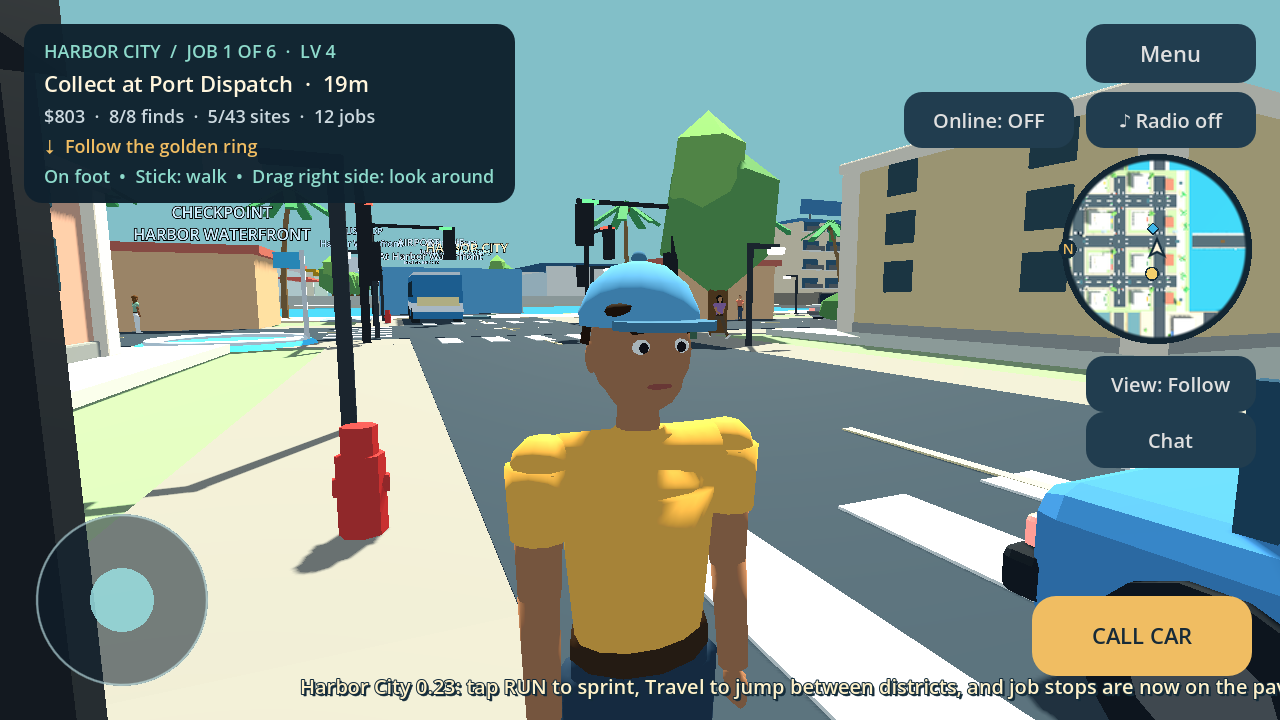 HARBOR CITY / JOB 1 OF 6 · LV 4
Collect at Port Dispatch · 19m
$803 · 8/8 finds · 5/43 sites · 12 jobs
↓ Follow the golden ring
On foot • Stick: walk • Drag right side: look around
Menu
Online: OFF
♪ Radio off
CHECKPOINT
HARBOR WATERFRONT
N
View: Follow
Chat
CALL CAR
Harbor City 0.23: tap RUN to sprint, Travel to jump between districts, and job stops are now on the pav